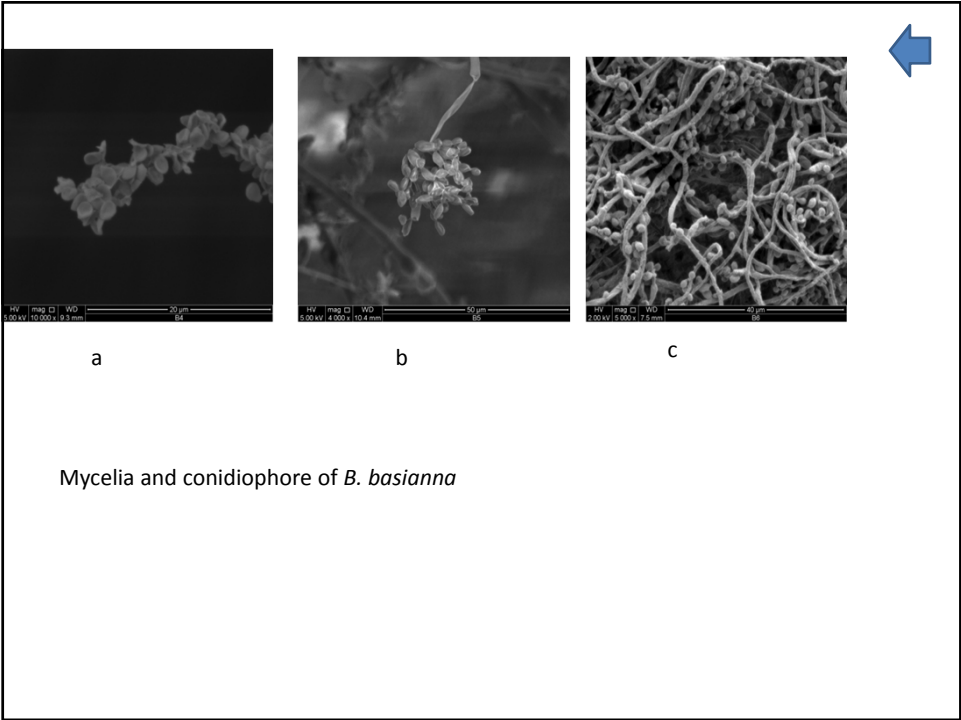 HV mag □ WD 20 µm
5.00 kV 10 000 x 9.3 mm B4
HV mag □ WD 50 µm
5.00 kV 4 000 x 10.4 mm B5
HV mag □ WD 40 µm
2.00 kV 5 000 x 7.5 mm B6
a
b
c
Mycelia and conidiophore of B. basianna